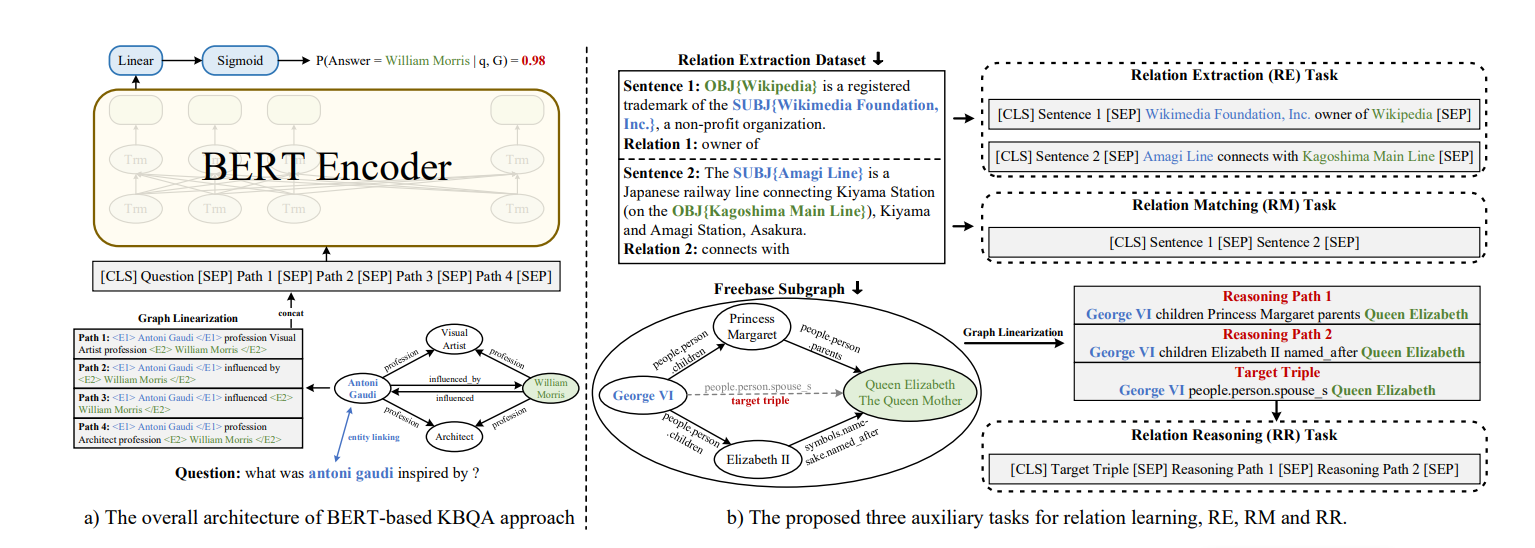 Linear
Sigmoid
P(Answer = William Morris | q, G) = 0.98
Trm
Trm
Trm
Trm
BERT Encoder
Trm
Trm
Trm
Trm
[CLS] Question [SEP] Path 1 [SEP] Path 2 [SEP] Path 3 [SEP] Path 4 [SEP]
Graph Linearization
concat
Path 1: <E1> Antoni Gaudi </E1> profession Visual
Artist profession <E2> William Morris </E2>
Path 2: <E1> Antoni Gaudi </E1> influenced by
<E2> William Morris </E2>
Path 3: <E1> Antoni Gaudi </E1> influenced <E2>
William Morris </E2>
Path 4: <E1> Antoni Gaudi </E1> profession
Architect profession <E2> William Morris </E2>
Visual
Artist
profession
profession
Antoni
Gaudi
influenced_by
influenced
William
Morris
profession
profession
Architect
entity linking
Question: what was antoni gaudi inspired by ?
a) The overall architecture of BERT-based KBQA approach
Relation Extraction Dataset
Sentence 1: OBJ{Wikipedia} is a registered
trademark of the SUBJ{Wikimedia Foundation,
Inc.}, a non-profit organization.
Relation 1: owner of
Sentence 2: The SUBJ{Amagi Line} is a
Japanese railway line connecting Kiyama Station
(on the OBJ{Kagoshima Main Line}), Kiyama
and Amagi Station, Asakura.
Relation 2: connects with
Relation Extraction (RE) Task
[CLS] Sentence 1 [SEP] Wikimedia Foundation, Inc. owner of Wikipedia [SEP]
[CLS] Sentence 2 [SEP] Amagi Line connects with Kagoshima Main Line [SEP]
Relation Matching (RM) Task
[CLS] Sentence 1 [SEP] Sentence 2 [SEP]
Freebase Subgraph
Princess
Margaret
people.person
.children
people.person
.parents
George VI
people.person.spouse_s
target triple
Queen Elizabeth
The Queen Mother
people.person
.children
symbols.name-
sake.named_after
Elizabeth II
Graph Linearization
Reasoning Path 1
George VI children Princess Margaret parents Queen Elizabeth
Reasoning Path 2
George VI children Elizabeth II named_after Queen Elizabeth
Target Triple
George VI people.person.spouse_s Queen Elizabeth
Relation Reasoning (RR) Task
[CLS] Target Triple [SEP] Reasoning Path 1 [SEP] Reasoning Path 2 [SEP]
b) The proposed three auxiliary tasks for relation learning, RE, RM and RR.